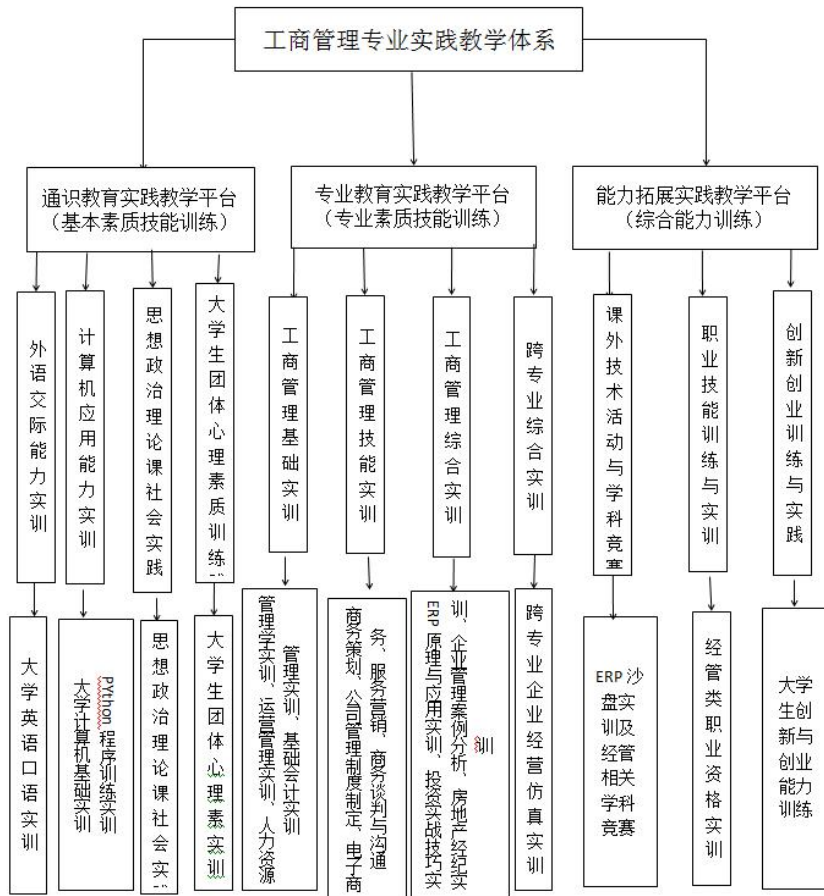 工商管理专业实践教学体系
通识教育实践教学平台
（基本素质技能训练）
专业教育实践教学平台
（专业素质技能训练）
能力拓展实践教学平台
（综合能力训练）
外语交际能力实训
计算机应用能力实训
思想政治理论课社会实践
大学生团体心理素质训练
工商管理基础实训
工商管理技能实训
工商管理综合实训
跨专业综合实训
课外技术活动与学科竞赛
职业技能训练与实训
创新创业训练与实践
大学英语口语实训
PYthon 程序训练实训
大学计算机基础实训
思想政治理论课社会实
大学生团体心理素实训
管理学实训、运营管理实训、人力资源
管理实训、基础会计实训
商务策划、公司管理制度制定、电子商
务、服务营销、商务谈判与沟通
ERP 原理与应用实训、投资实战技巧实
训、企业管理案例分析、房地产经纪实
训
跨专业企业经营仿真实训
ERP 沙
盘实
训及
经管
相关
学科
竞赛
经管类职业资格实训
大学
生创
新与
创业
能力
训练